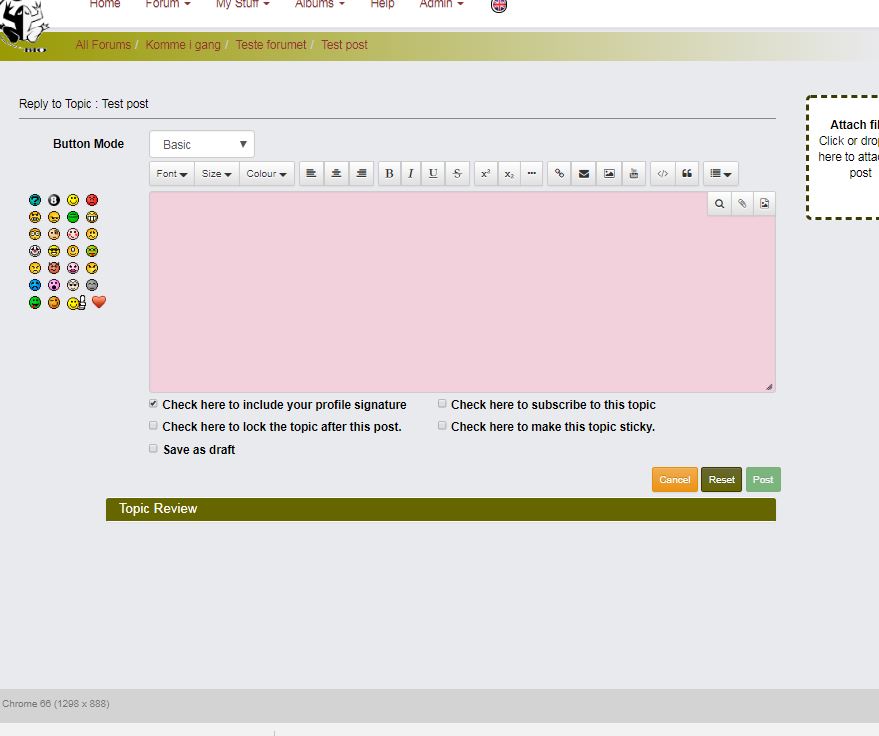 Home Forum My Stuff Albums Help Admin
All Forums / Komme i gang / Teste forumet / Test post
Reply to Topic : Test post
Button Mode Basic
Font Size Colour B I U S x² x₂ </>
Attach fil
Click or drop
here to attac
post
Check here to include your profile signature
Check here to subscribe to this topic
Check here to lock the topic after this post.
Check here to make this topic sticky.
Save as draft
Cancel Reset Post
Topic Review
Chrome 66 (1298 x 888)